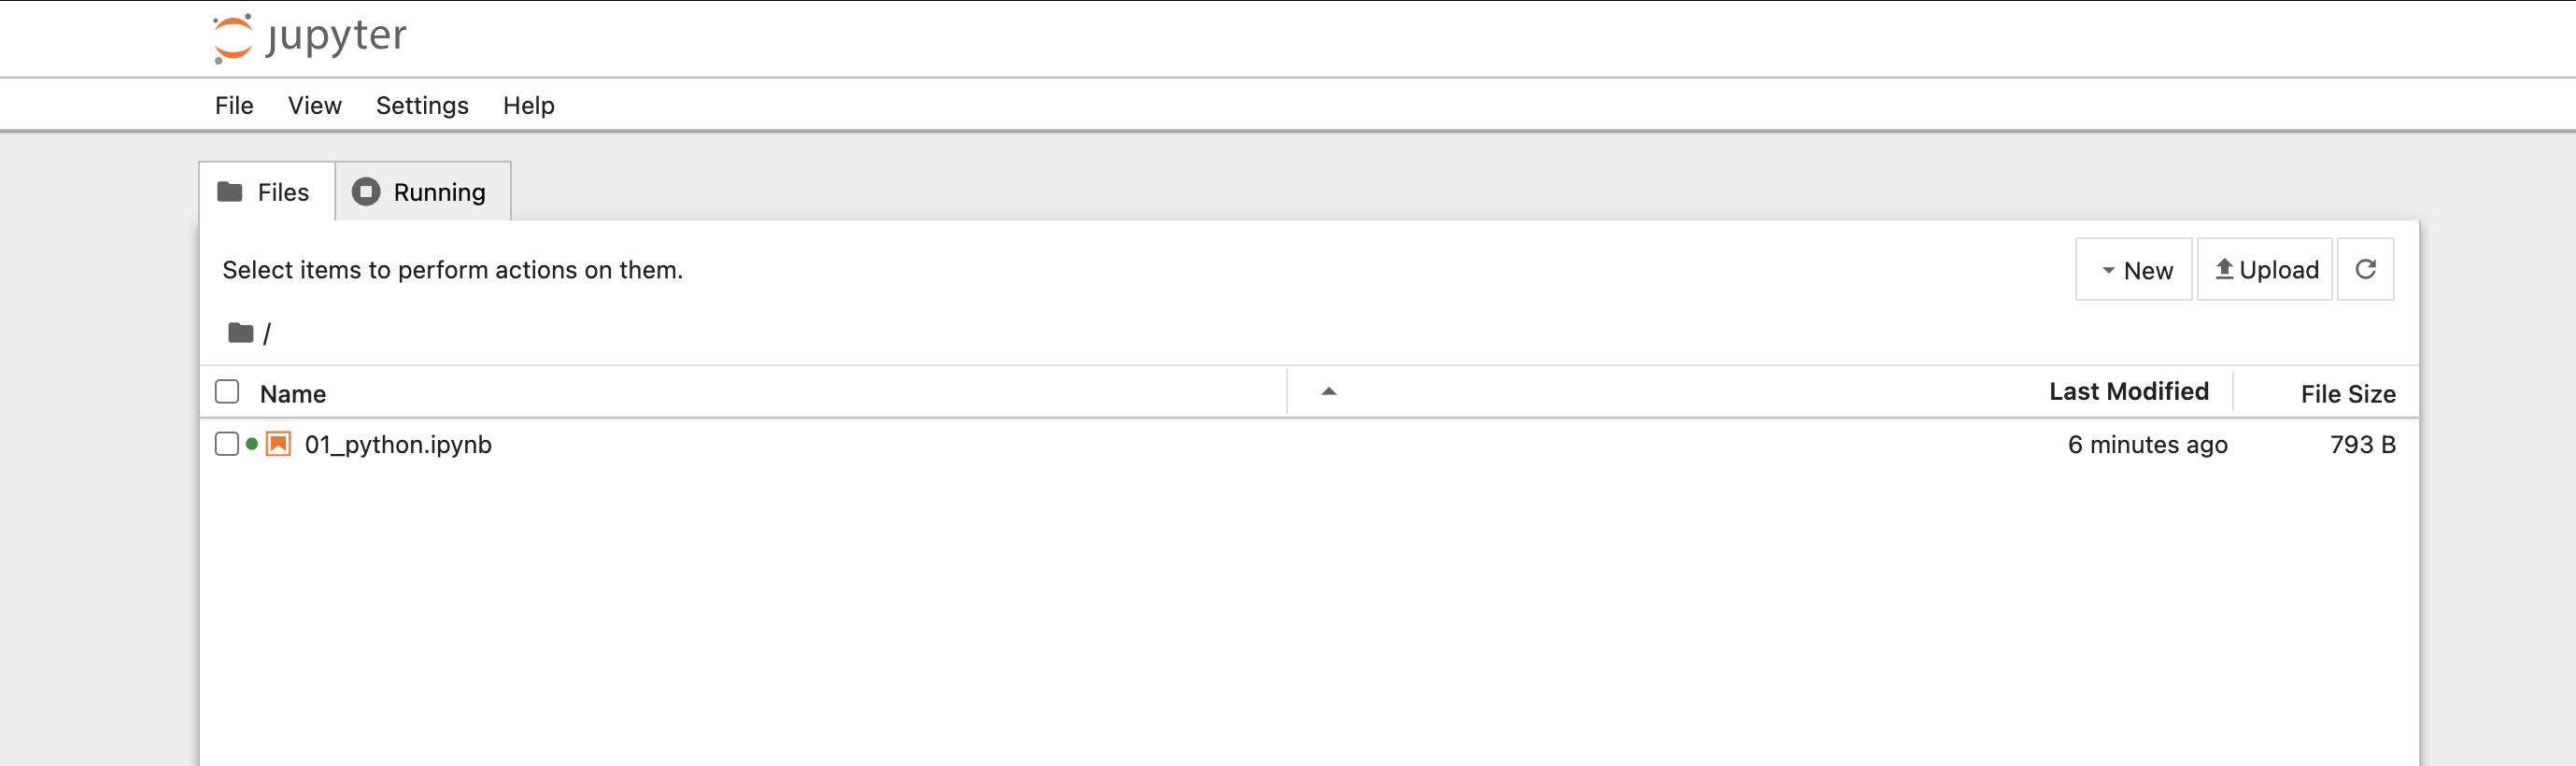 jupyter
File View Settings Help
Files Running
Select items to perform actions on them.
New Upload
/
Name Last Modified File Size
01_python.ipynb 6 minutes ago 793 B